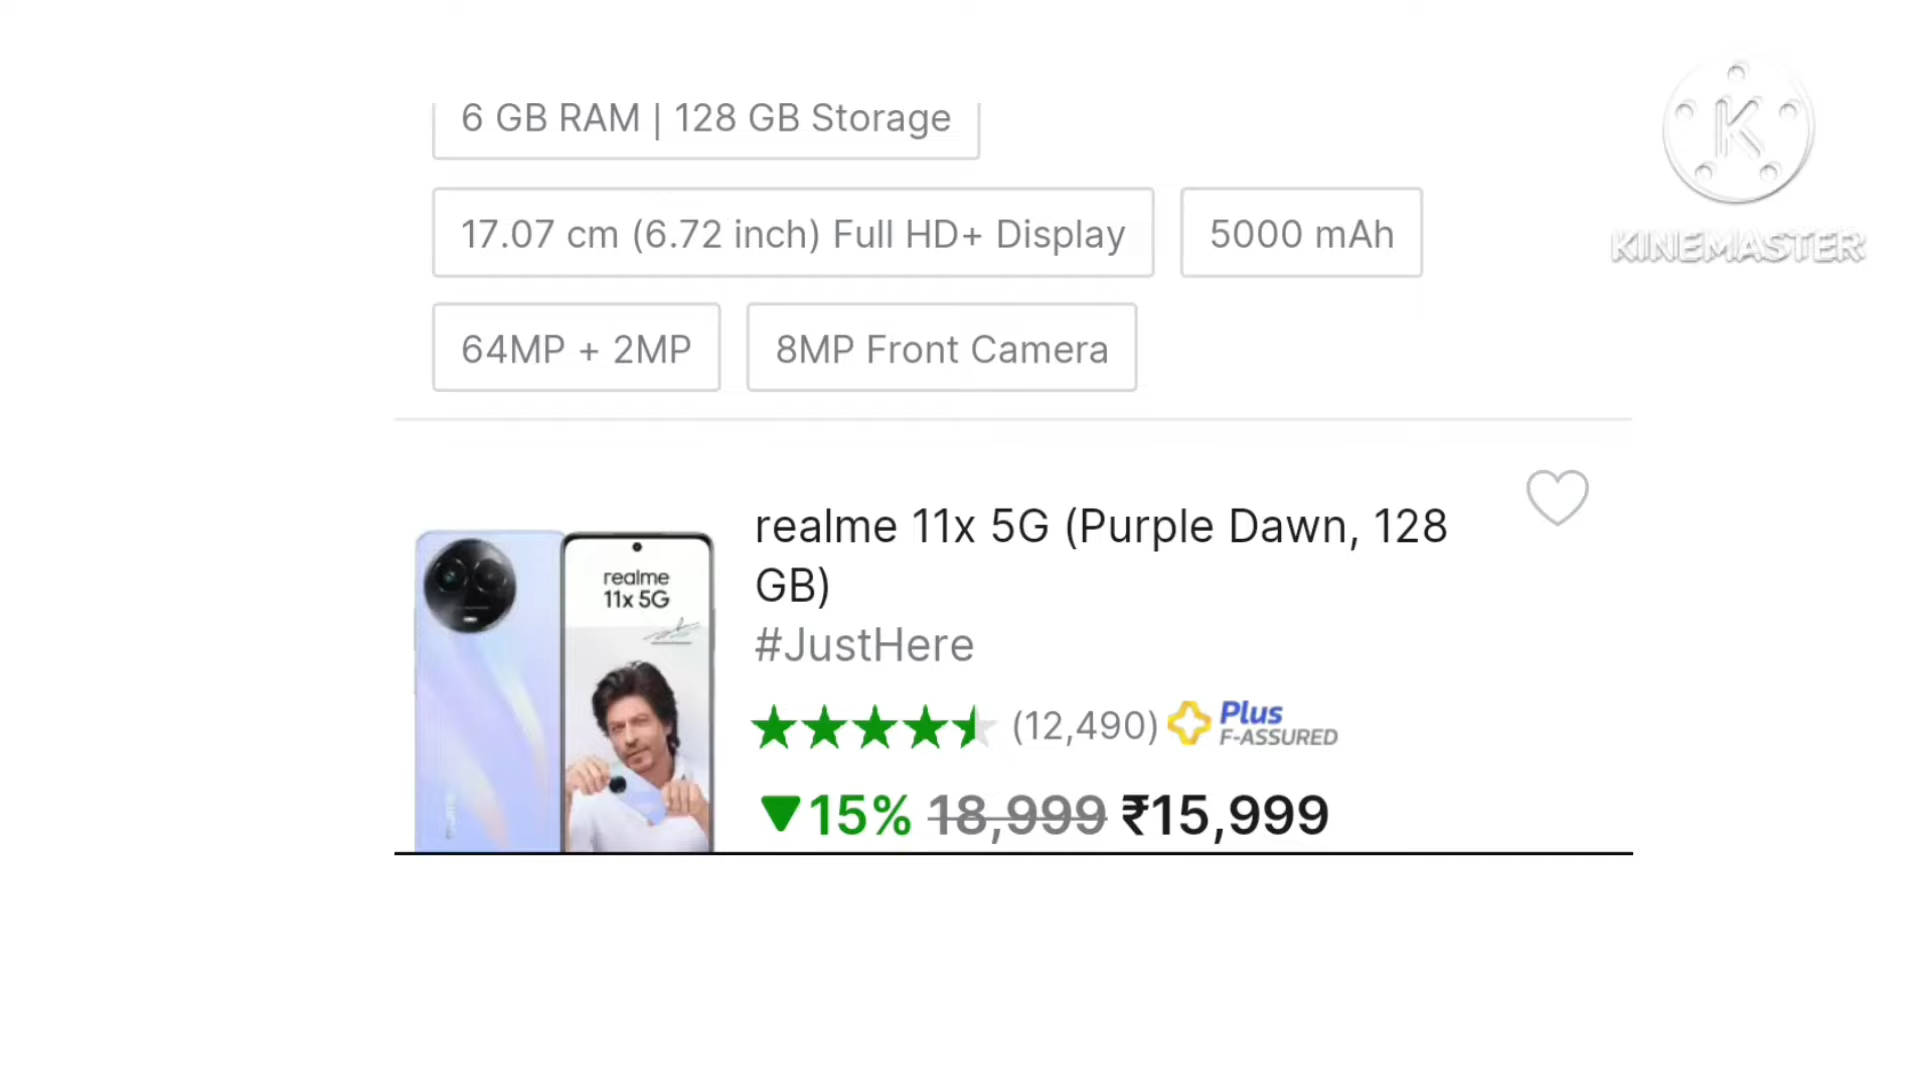 6 GB RAM | 128 GB Storage
17.07 cm (6.72 inch) Full HD+ Display
5000 mAh
64MP + 2MP
8MP Front Camera
K
KINEMASTER
realme
11x 5G
realme 11x 5G (Purple Dawn, 128
GB)
#JustHere
(12,490)
Plus
F-ASSURED
▼15% 18,999 ₹15,999